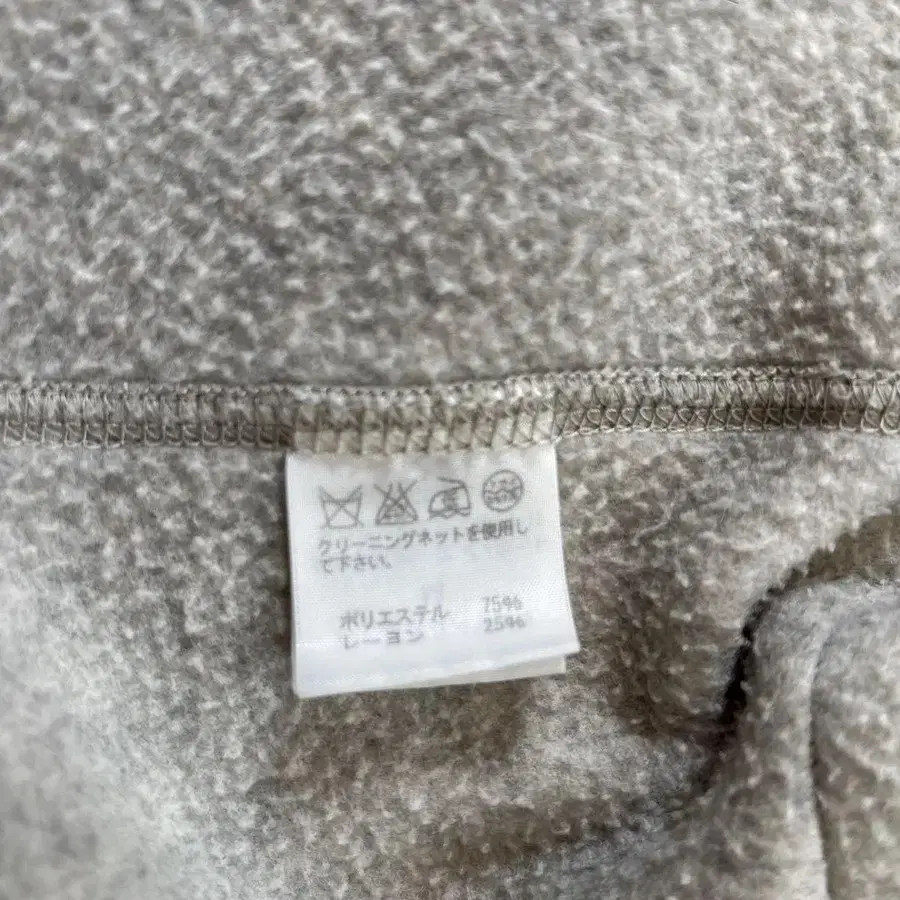 クリーニングネットを使用し
て下さい。
ポリエステル 75%
レーヨン 25%